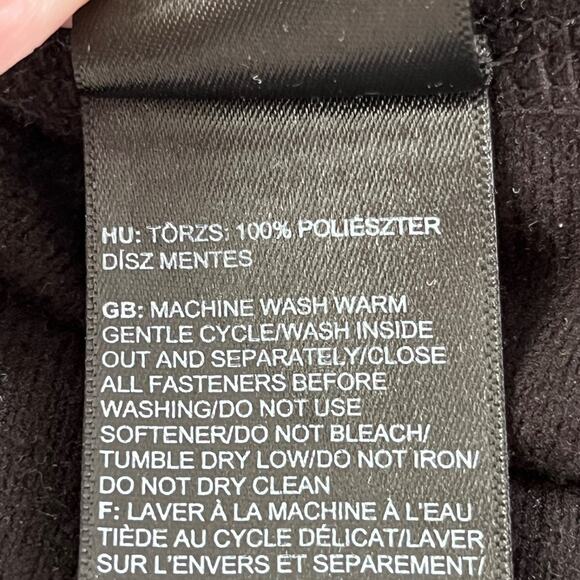 HU: TÖRZS: 100% POLIÉSZTER
DÍSZ MENTES
GB: MACHINE WASH WARM
GENTLE CYCLE/WASH INSIDE
OUT AND SEPARATELY/CLOSE
ALL FASTENERS BEFORE
WASHING/DO NOT USE
SOFTENER/DO NOT BLEACH/
TUMBLE DRY LOW/DO NOT IRON/
DO NOT DRY CLEAN
F: LAVER À LA MACHINE À L'EAU
TIÈDE AU CYCLE DÉLICAT/LAVER
SUR L'ENVERS ET SEPAREMENT/